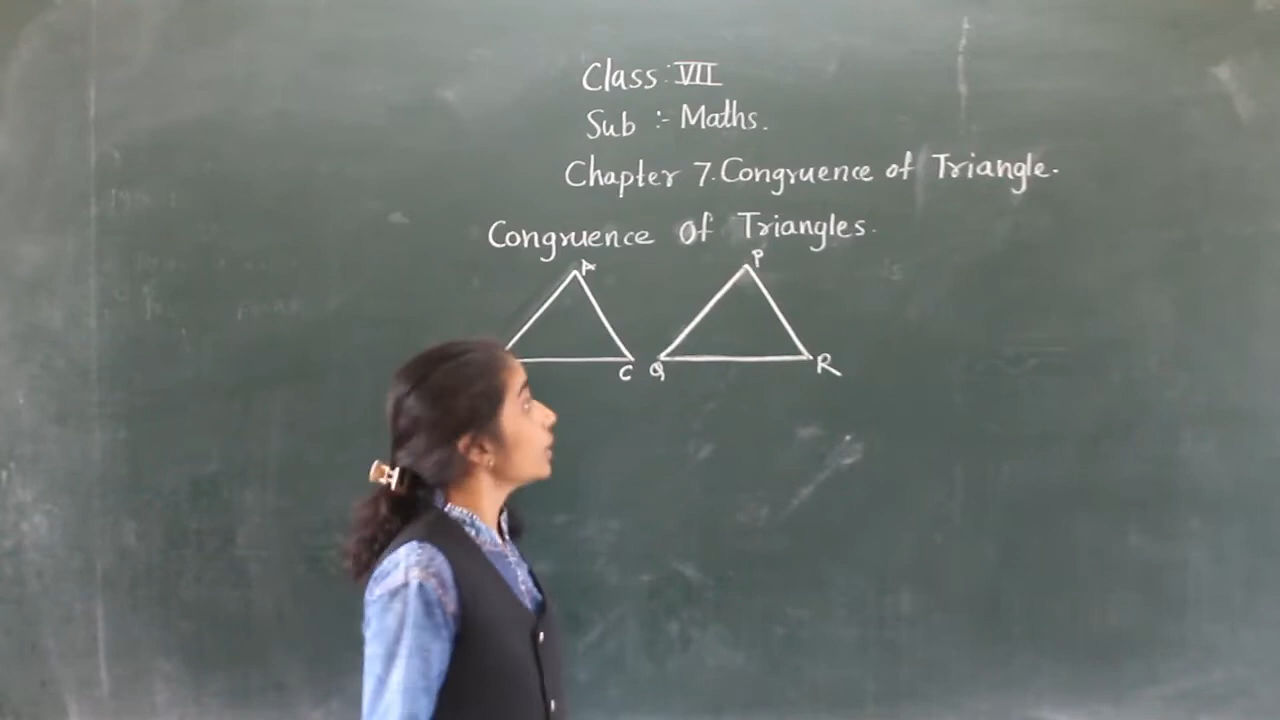 Class : VII
Sub :- Maths.
Chapter 7. Congruence of Triangle.
Congruence of Triangles.
A P
C Q R